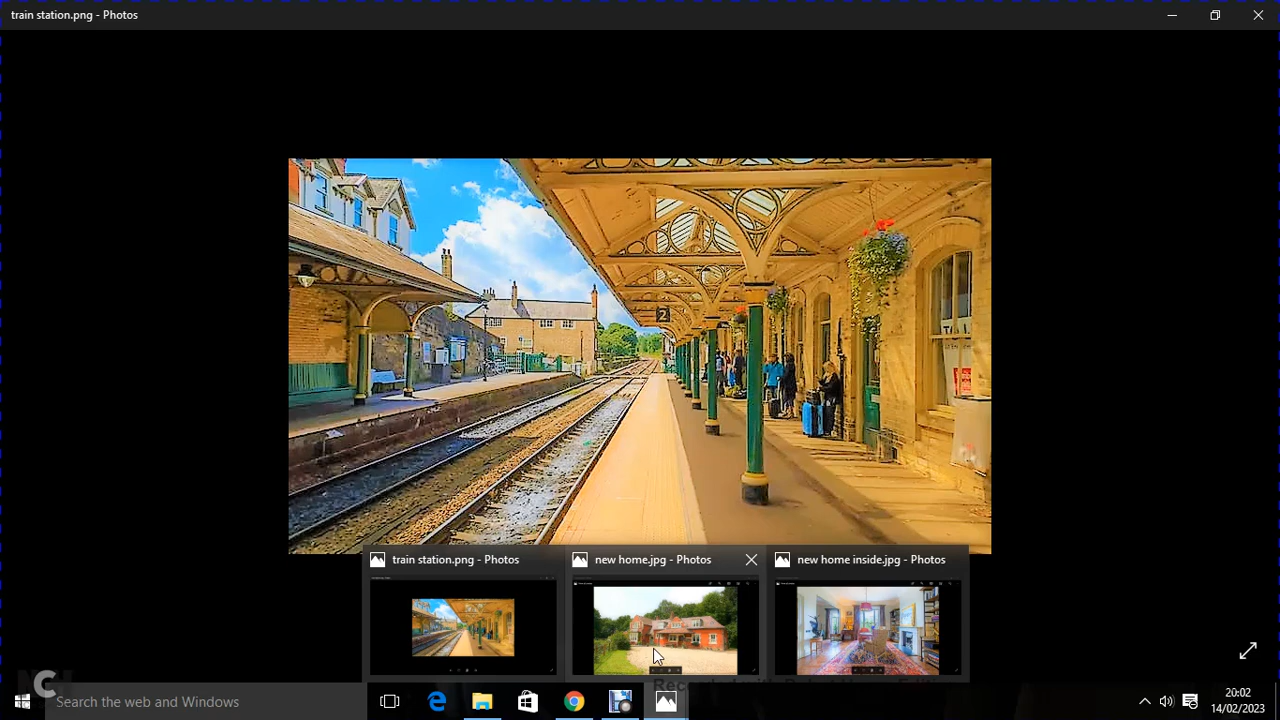 train station.png - Photos
2
train station.png - Photos
new home.jpg - Photos
new home inside.jpg - Photos
NCH
Search the web and Windows
20:02
14/02/2023